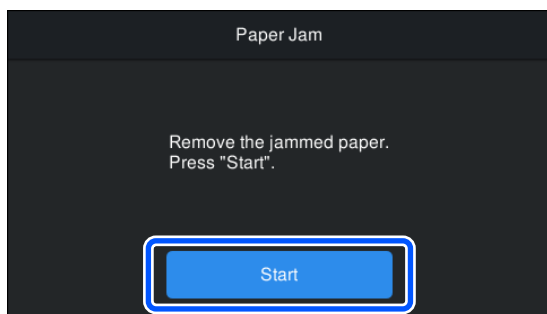 Paper Jam
Remove the jammed paper.
Press "Start".
Start